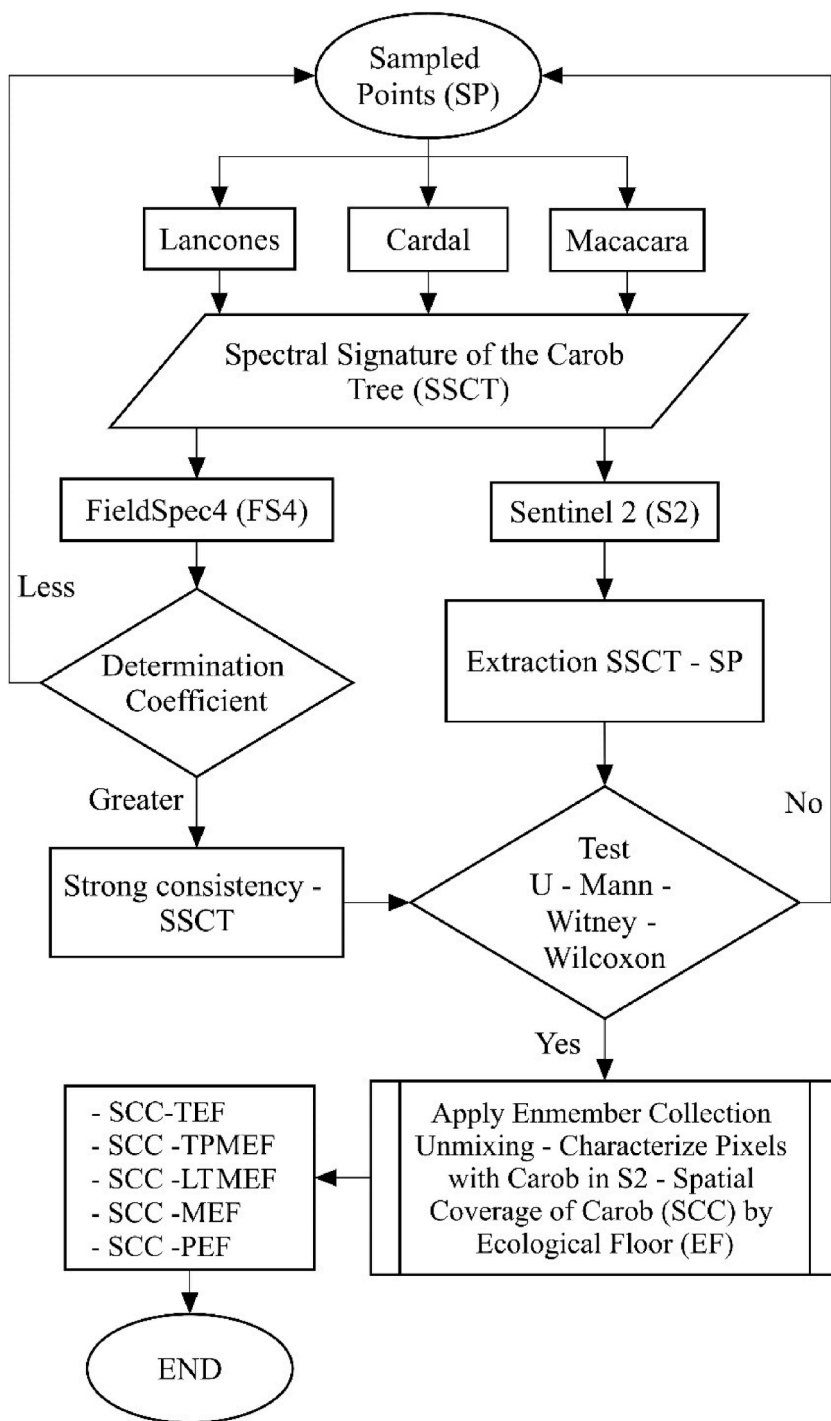 Sampled
Points (SP)
Lancones
Cardal
Macacara
Spectral Signature of the Carob
Tree (SSCT)
FieldSpec4 (FS4)
Sentinel 2 (S2)
Less
Determination
Coefficient
Extraction SSCT - SP
Greater
No
Strong consistency -
SSCT
Test
U - Mann -
Witney -
Wilcoxon
Yes
- SCC-TEF
- SCC -TPMEF
- SCC -LTMEF
- SCC -MEF
- SCC -PEF
Apply Enmember Collection
Unmixing - Characterize Pixels
with Carob in S2 - Spatial
Coverage of Carob (SCC) by
Ecological Floor (EF)
END